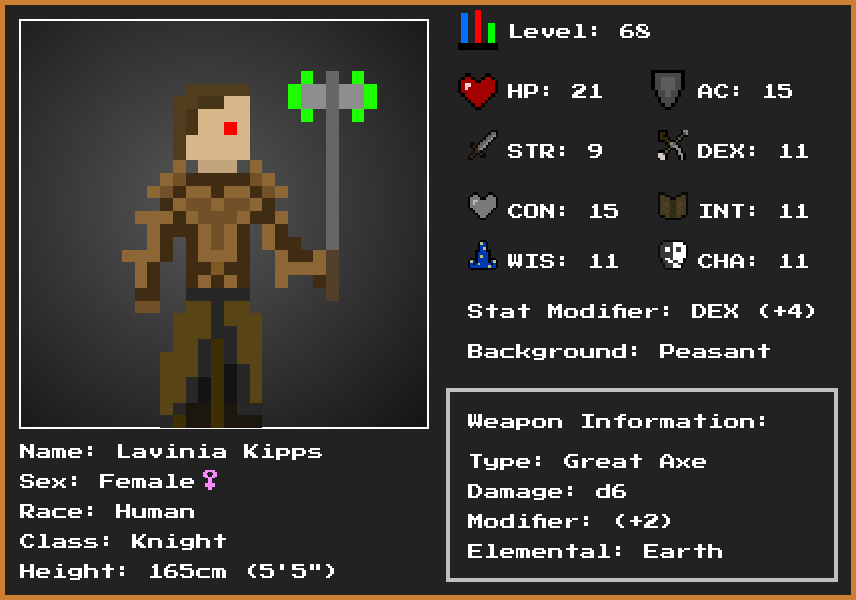 Level: 68
HP: 21
AC: 15
STR: 9
DEX: 11
CON: 15
INT: 11
WIS: 11
CHA: 11
Stat Modifier: DEX (+4)
Background: Peasant
Weapon Information:
Type: Great Axe
Damage: d6
Modifier: (+2)
Elemental: Earth
Name: Lavinia Kipps
Sex: Female♀
Race: Human
Class: Knight
Height: 165cm (5'5")